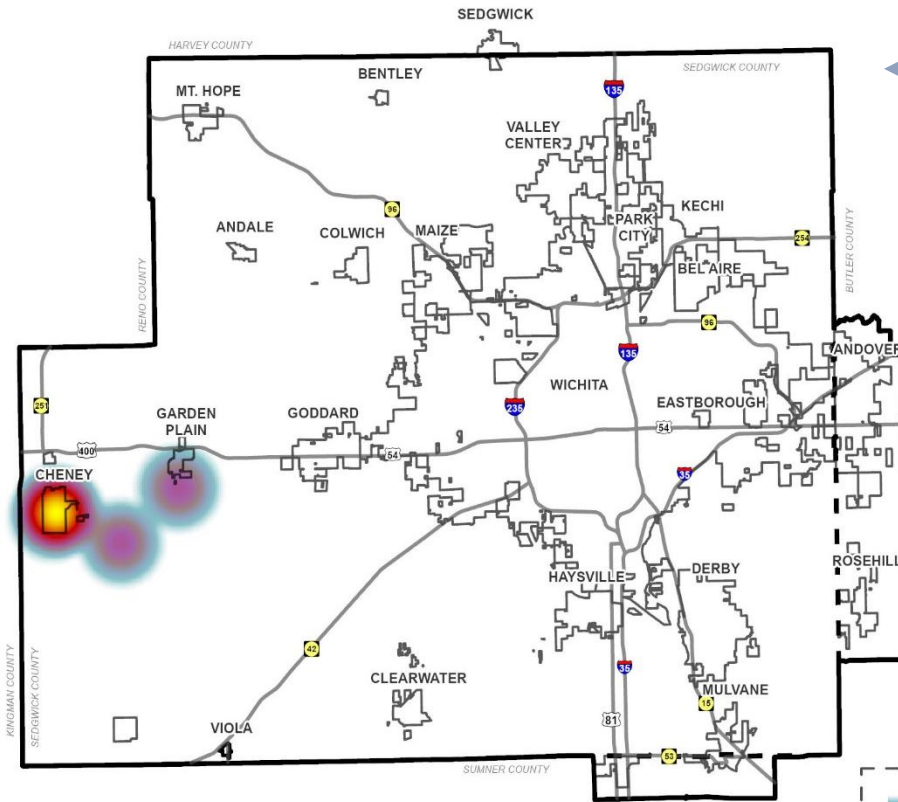 SEDGWICK
HARVEY COUNTY
SEDGWICK COUNTY
BENTLEY
MT. HOPE
135
VALLEY
CENTER
96
KECHI
PARK
CITY
ANDALE
COLWICH
MAIZE
254
BEL AIRE
BUTLER COUNTY
RENO COUNTY
96
135
ANDOVER
WICHITA
EASTBOROUGH
251
235
GARDEN
PLAIN
GODDARD
54
400
54
CHENEY
35
HAYSVILLE
DERBY
ROSEHILL
42
35
CLEARWATER
MULVANE
15
81
VIOLA
53
KINGMAN COUNTY
SEDGWICK COUNTY
SUMNER COUNTY